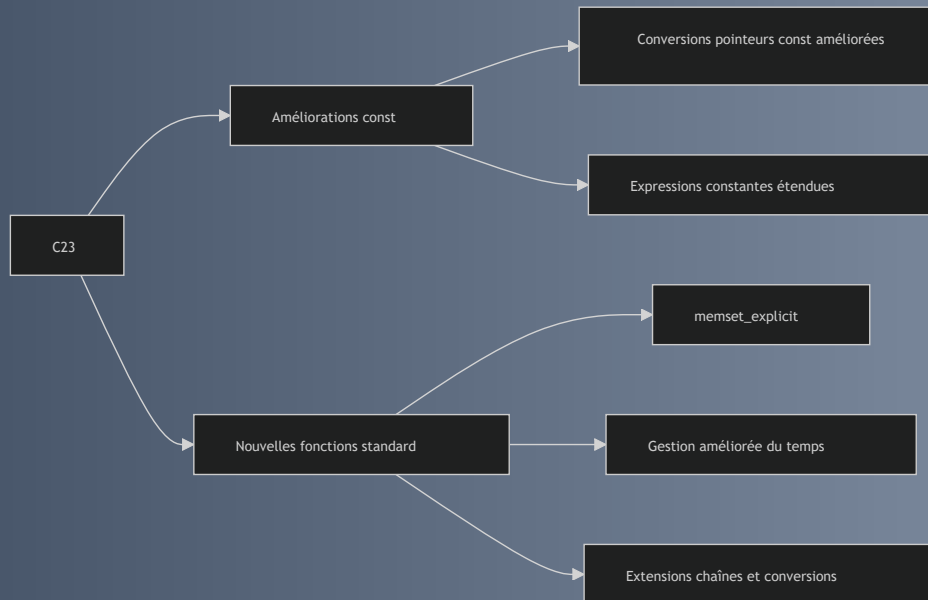 Conversions pointeurs const améliorées
Améliorations const
Expressions constantes étendues
C23
memset_explicit
Nouvelles fonctions standard
Gestion améliorée du temps
Extensions chaînes et conversions